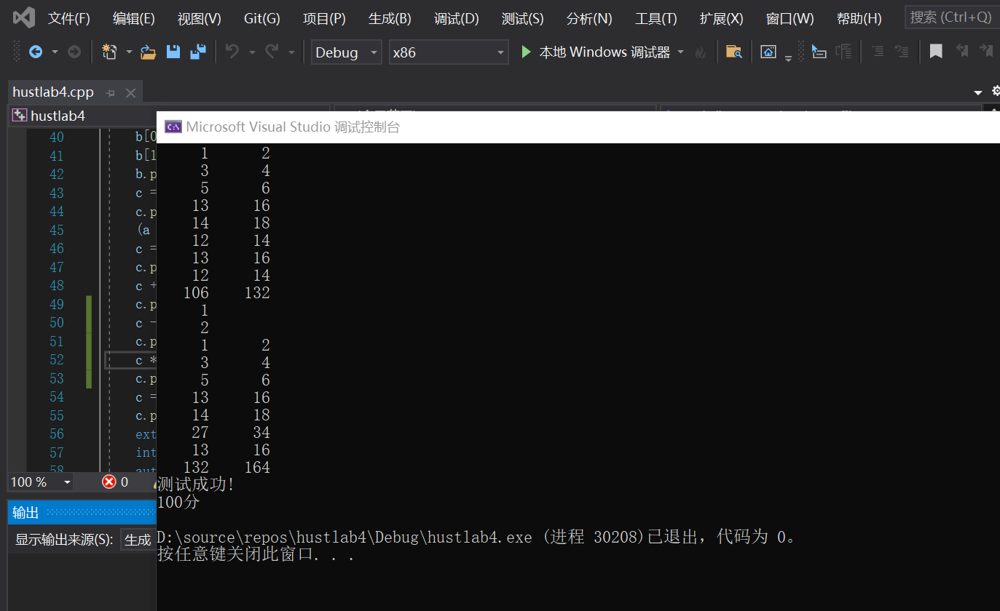 文件(F) 编辑(E) 视图(V) Git(G) 项目(P) 生成(B) 调试(D) 测试(S) 分析(N) 工具(T) 扩展(X) 窗口(W) 帮助(H) 搜索 (Ctrl+Q)
Debug x86 本地 Windows 调试器
hustlab4.cpp
hustlab4
Microsoft Visual Studio 调试控制台
40 b[0
41 b[1
42 b.p
43 c =
44 c.p
45 (a
46 c =
47 c.p
48 c +
49 c.p
50 c -
51 c.p
52 c *
53 c.p
54 c =
55 c.p
56 ext
57 int
58 aut
1 2
3 4
5 6
13 16
14 18
12 14
13 16
12 14
106 132
1
2
1 2
3 4
5 6
13 16
14 18
27 34
13 16
132 164
测试成功!
100分
D:\source\repos\hustlab4\Debug\hustlab4.exe (进程 30208)已退出，代码为 0。
按任意键关闭此窗口. . .
100 % 0
输出
显示输出来源(S): 生成